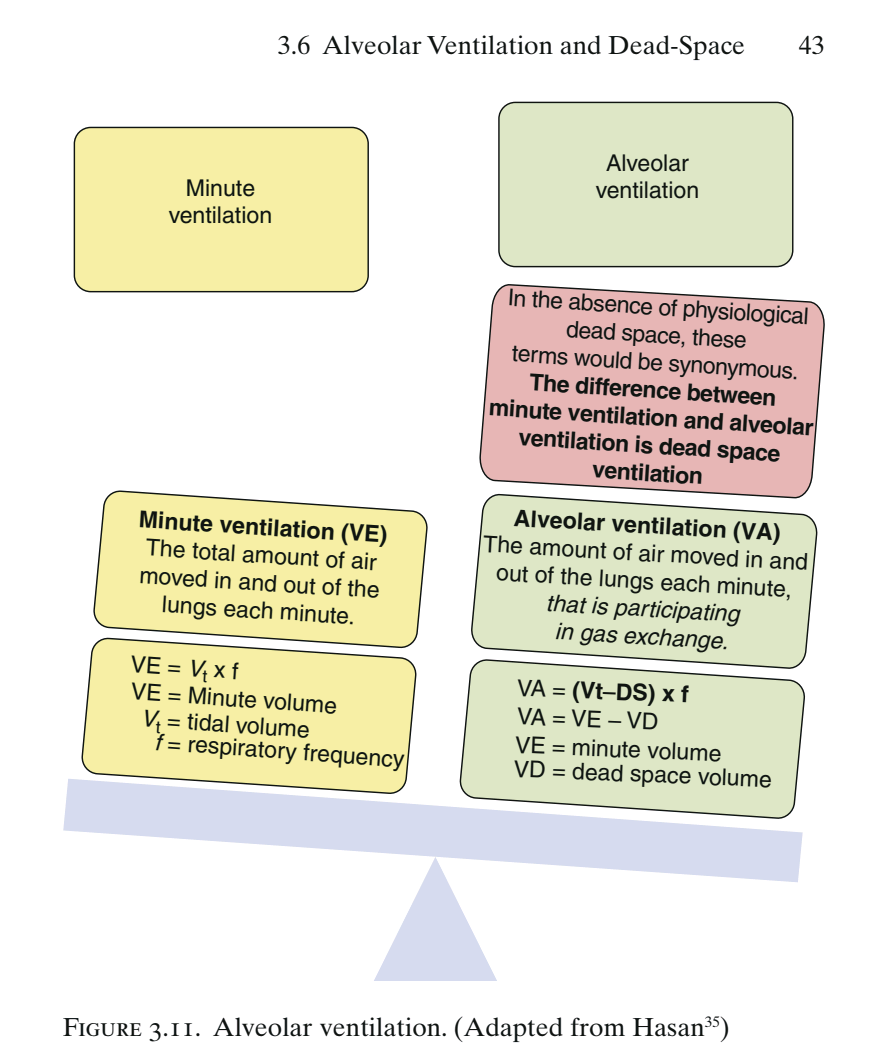 3.6 Alveolar Ventilation and Dead-Space 43
Minute
ventilation
Alveolar
ventilation
In the absence of physiological
dead space, these
terms would be synonymous.
The difference between
minute ventilation and alveolar
ventilation is dead space
ventilation
Minute ventilation (VE)
The total amount of air
moved in and out of the
lungs each minute.
Alveolar ventilation (VA)
The amount of air moved in and
out of the lungs each minute,
that is participating
in gas exchange.
VE = Vt x f
VE = Minute volume
Vt = tidal volume
f = respiratory frequency
VA = (Vt–DS) x f
VA = VE – VD
VE = minute volume
VD = dead space volume
FIGURE 3.11. Alveolar ventilation. (Adapted from Hasan35)